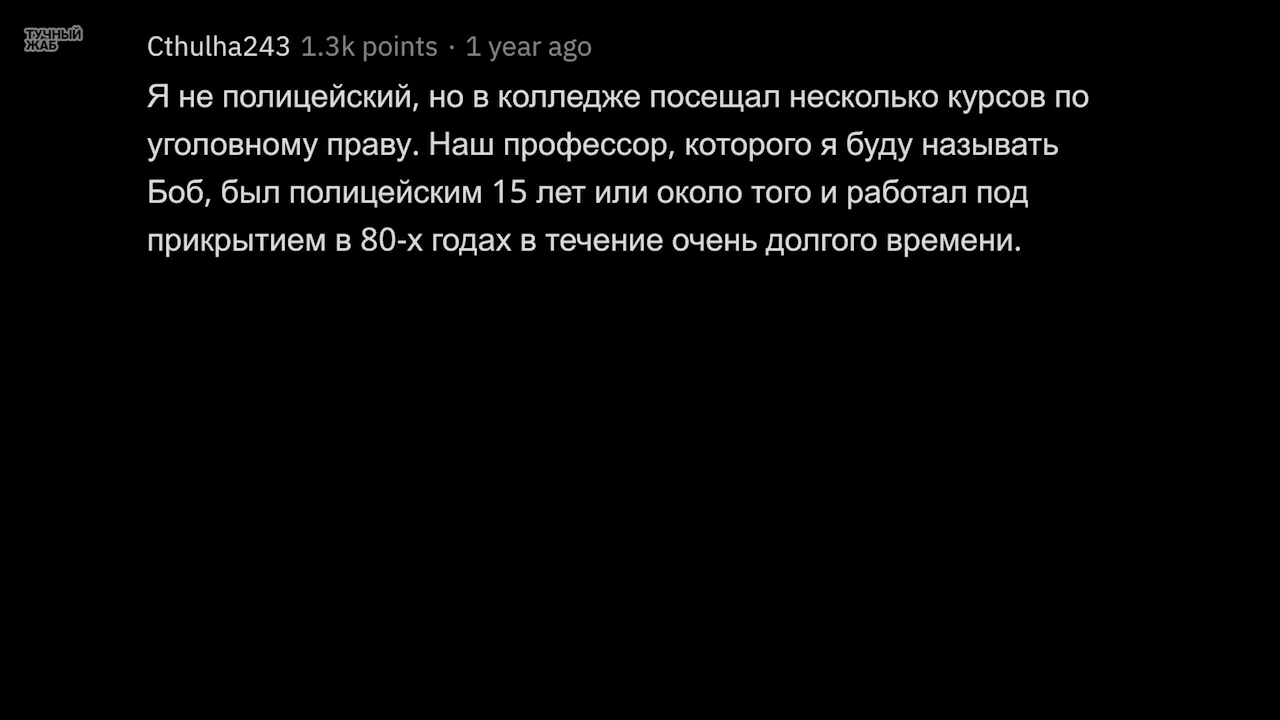 ТУЧНЫЙ
ЖАБ
Cthulha243 1.3k points · 1 year ago
Я не полицейский, но в колледже посещал несколько курсов по
уголовному праву. Наш профессор, которого я буду называть
Боб, был полицейским 15 лет или около того и работал под
прикрытием в 80-х годах в течение очень долгого времени.